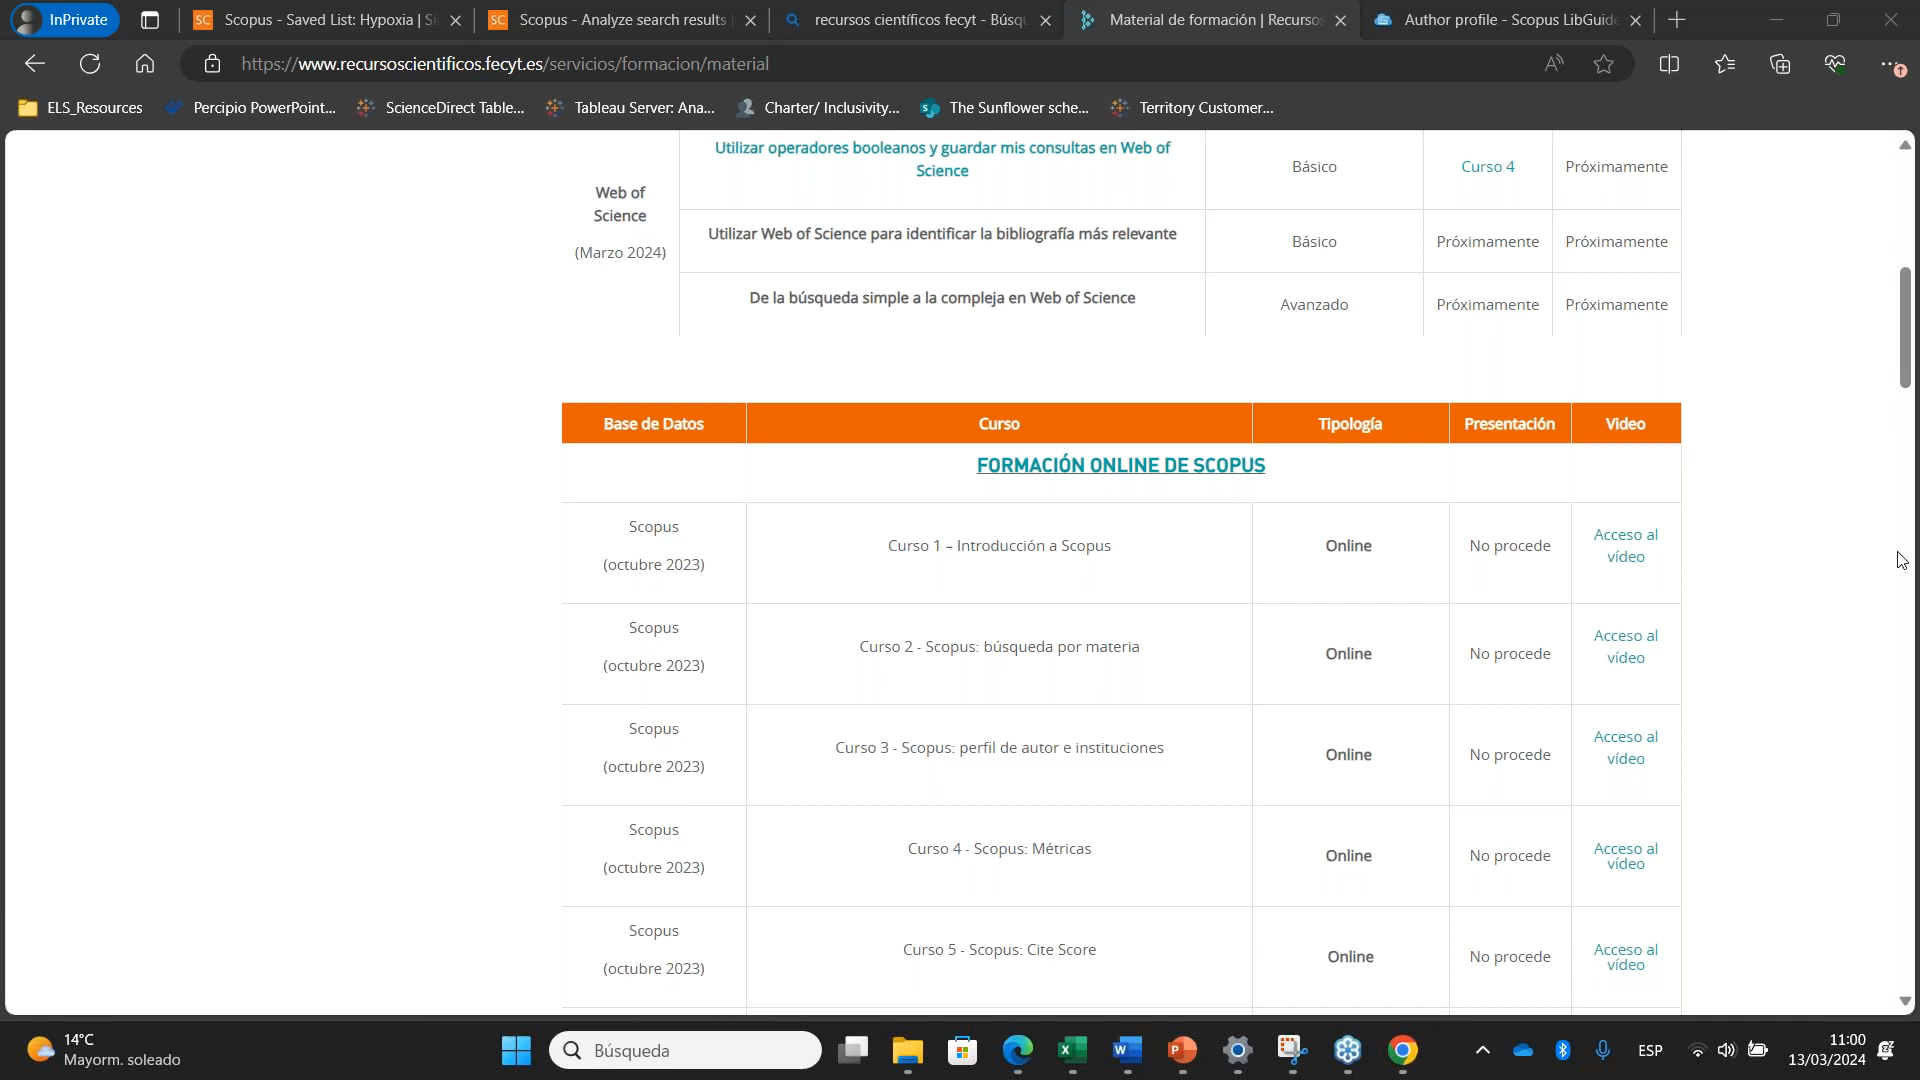 InPrivate
Scopus - Saved List: Hypoxia | Si
Scopus - Analyze search results
recursos científicos fecyt - Búsqu
Material de formación | Recursos
Author profile - Scopus LibGuide
https://www.recursoscientificos.fecyt.es/servicios/formacion/material
ELS_Resources
Percipio PowerPoint...
ScienceDirect Table...
Tableau Server: Ana...
Charter/ Inclusivity...
The Sunflower sche...
Territory Customer...
Web of
Science
(Marzo 2024)
Utilizar operadores booleanos y guardar mis consultas en Web of
Science
Básico
Curso 4
Próximamente
Utilizar Web of Science para identificar la bibliografía más relevante
Básico
Próximamente
Próximamente
De la búsqueda simple a la compleja en Web of Science
Avanzado
Próximamente
Próximamente
Base de Datos
Curso
Tipología
Presentación
Video
FORMACIÓN ONLINE DE SCOPUS
Scopus
(octubre 2023)
Curso 1 – Introducción a Scopus
Online
No procede
Acceso al
vídeo
Scopus
(octubre 2023)
Curso 2 - Scopus: búsqueda por materia
Online
No procede
Acceso al
vídeo
Scopus
(octubre 2023)
Curso 3 - Scopus: perfil de autor e instituciones
Online
No procede
Acceso al
vídeo
Scopus
(octubre 2023)
Curso 4 - Scopus: Métricas
Online
No procede
Acceso al
vídeo
Scopus
(octubre 2023)
Curso 5 - Scopus: Cite Score
Online
No procede
Acceso al
vídeo
14°C
Mayorm. soleado
Búsqueda
ESP
11:00
13/03/2024